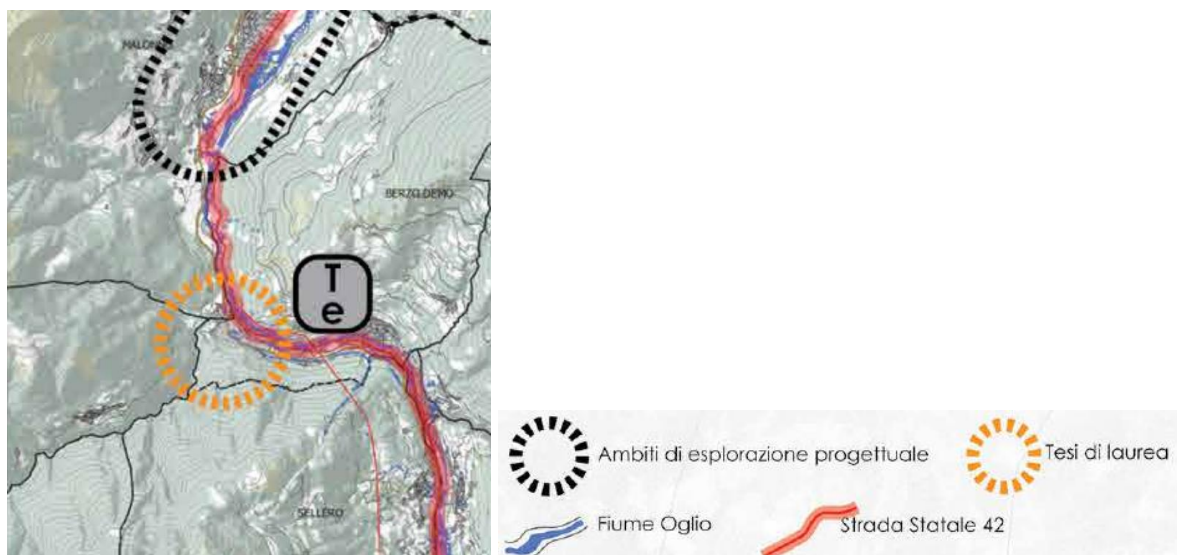 MALONNO
BERZO DEMO
T
e
SELLERO
Ambiti di esplorazione progettuale
Tesi di laurea
Fiume Oglio
Strada Statale 42